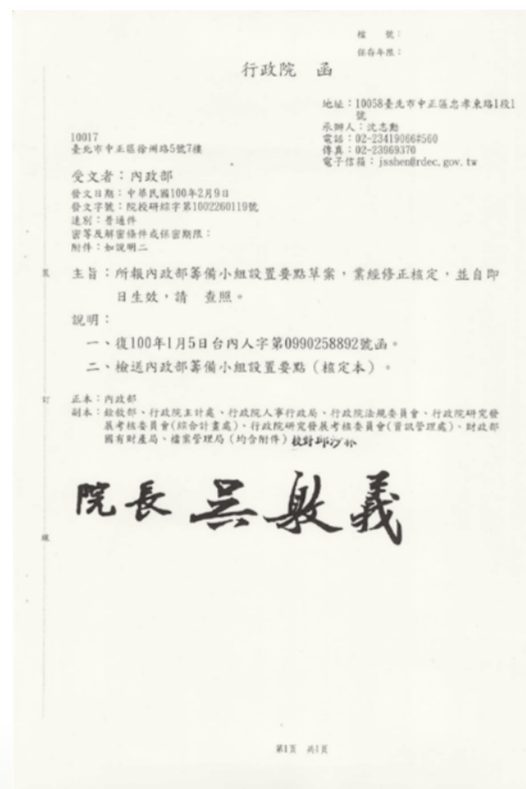 檔　號：
保存年限：
行政院　函
地址：10058臺北市中正區忠孝東路1段1
號
承辦人：沈志勳
電話：02-23419066#560
傳真：02-23969370
電子信箱：jsshen@rdec.gov.tw
10017
臺北市中正區徐州路5號7樓
受文者：內政部
發文日期：中華民國100年2月9日
發文字號：院授研綜字第1002260119號
速別：普通件
密等及解密條件或保密期限：
附件：如說明二
主旨：所報內政部籌備小組設置要點草案，業經修正核定，並自即
日生效，請　查照。
說明：
一、復100年1月5日台內人字第0990258892號函。
二、檢送內政部籌備小組設置要點（核定本）。
正本：內政部
副本：銓敘部、行政院主計處、行政院人事行政局、行政院法規委員會、行政院研究發
展考核委員會(綜合計畫處)、行政院研究發展考核委員會(資訊管理處)、財政部
國有財產局、檔案管理局（均含附件）
院長 吳敦義
裝
訂
線
第1頁　共1頁